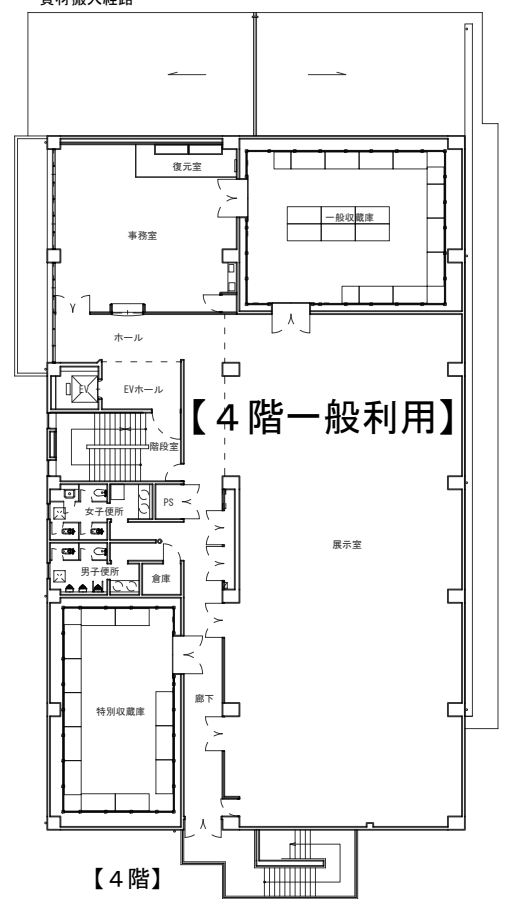 資材搬入経路
復元室
一般収蔵庫
事務室
ホール
EV
EVホール
【４階一般利用】
階段室
PS
女子便所
展示室
男子便所
倉庫
廊下
特別収蔵庫
【４階】